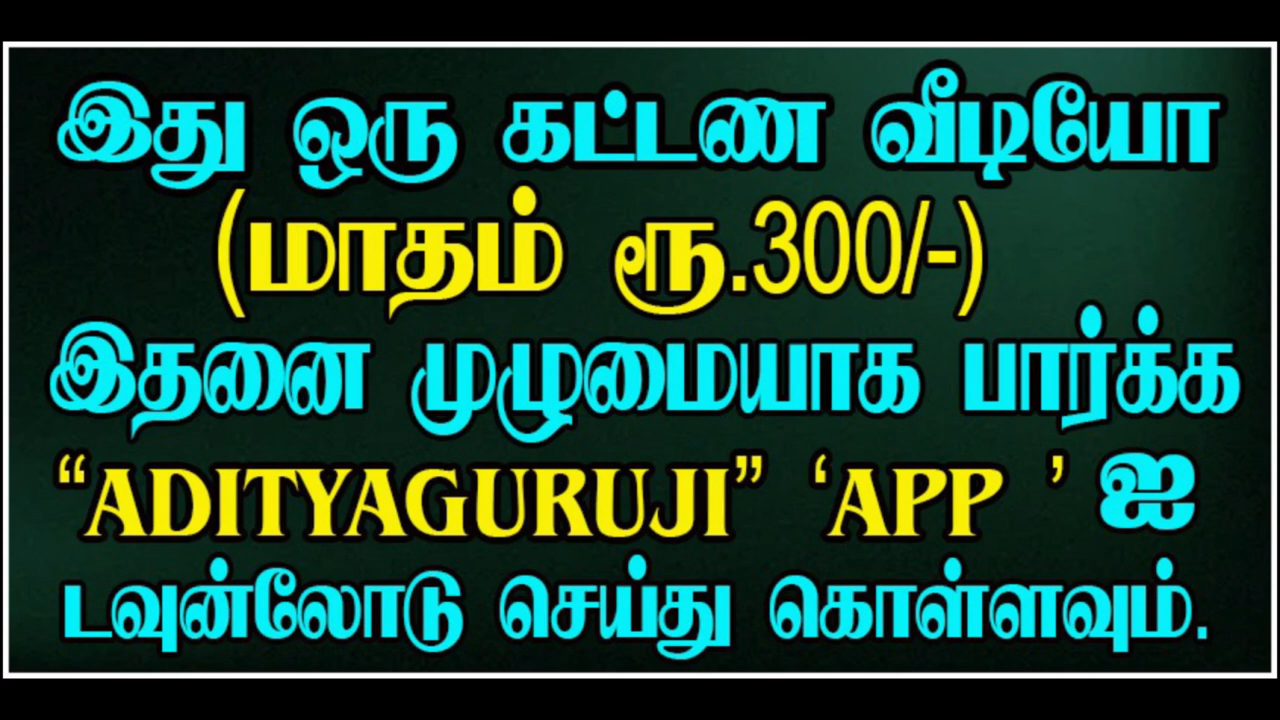 இது ஒரு கட்டண வீடியோ
(மாதம் ரூ.300/-)
இதனை முழுமையாக பார்க்க
“ADITYAGURUJI” ‘APP ’ ஐ
டவுன்லோடு செய்து கொள்ளவும்.